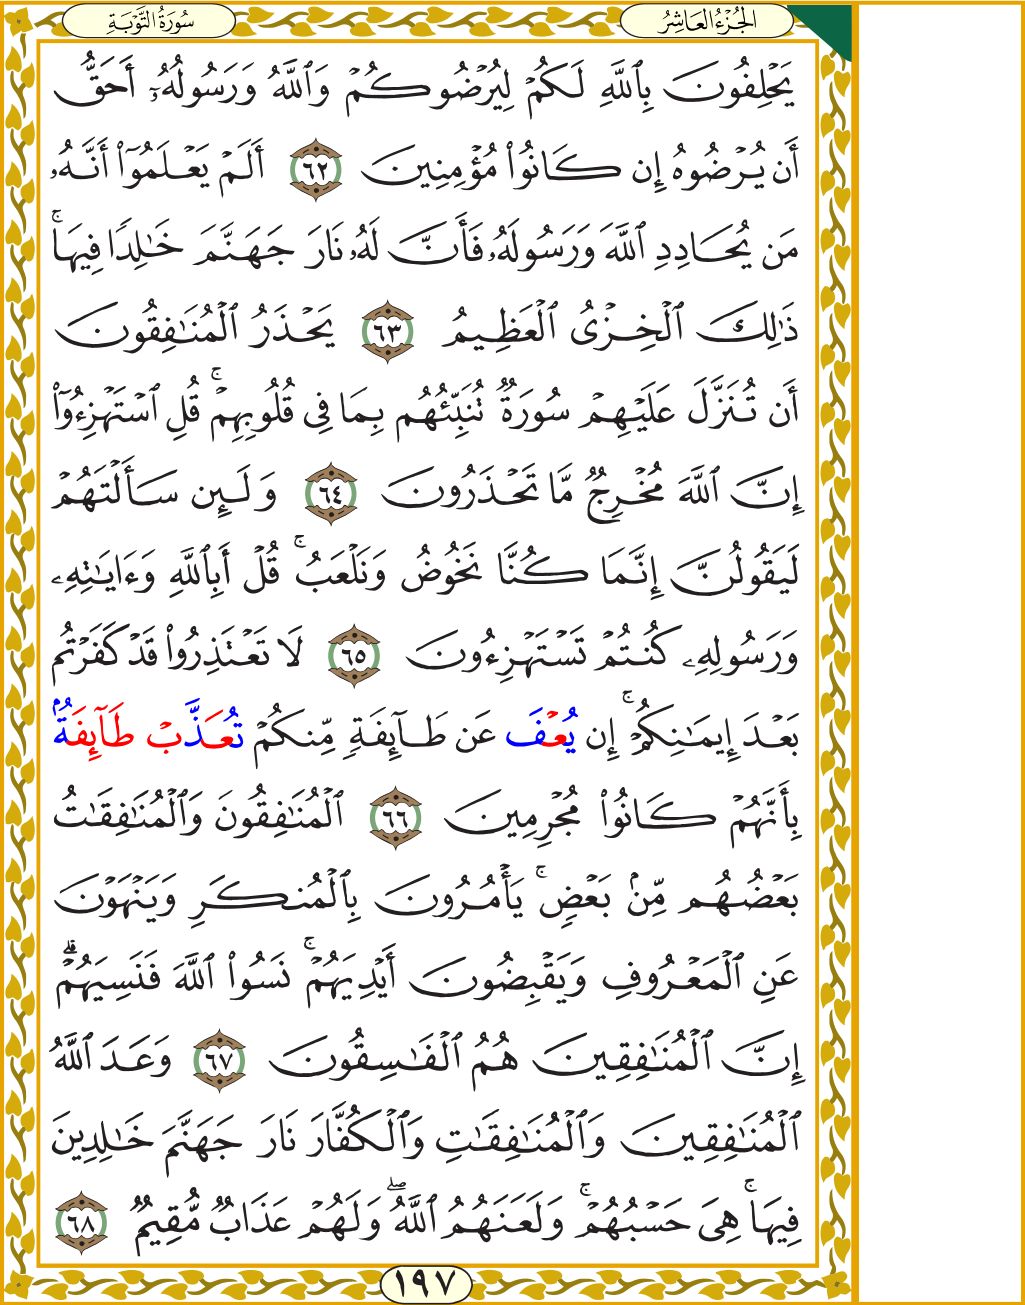 الجُزْءُ العَاشِرُ
سُورَةُ التَّوْبَةِ
يَحْلِفُونَ بِٱللَّهِ لَكُمْ لِيُرْضُوكُمْ وَٱللَّهُ وَرَسُولُهُۥٓ أَحَقُّ
أَن يُرْضُوهُ إِن كَانُوا۟ مُؤْمِنِينَ ٦٢ أَلَمْ يَعْلَمُوٓا۟ أَنَّهُۥ
مَن يُحَادِدِ ٱللَّهَ وَرَسُولَهُۥ فَأَنَّ لَهُۥ نَارَ جَهَنَّمَ خَٰلِدًا فِيهَا ۚ
ذَٰلِكَ ٱلْخِزْىُ ٱلْعَظِيمُ ٦٣ يَحْذَرُ ٱلْمُنَٰفِقُونَ
أَن تُنَزَّلَ عَلَيْهِمْ سُورَةٌ تُنَبِّئُهُم بِمَا فِى قُلُوبِهِمْ ۚ قُلِ ٱسْتَهْزِءُوٓا۟
إِنَّ ٱللَّهَ مُخْرِجٌ مَّا تَحْذَرُونَ ٦٤ وَلَئِن سَأَلْتَهُمْ
لَيَقُولُنَّ إِنَّمَا كُنَّا نَخُوضُ وَنَلْعَبُ ۚ قُلْ أَبِٱللَّهِ وَءَايَٰتِهِۦ
وَرَسُولِهِۦ كُنتُمْ تَسْتَهْزِءُونَ ٦٥ لَا تَعْتَذِرُوا۟ قَدْ كَفَرْتُم
بَعْدَ إِيمَٰنِكُمْ ۚ إِن يُعْفَ عَن طَآئِفَةٍ مِّنكُمْ تُعَذَّبْ طَآئِفَةٌۢ
بِأَنَّهُمْ كَانُوا۟ مُجْرِمِينَ ٦٦ ٱلْمُنَٰفِقُونَ وَٱلْمُنَٰفِقَٰتُ
بَعْضُهُم مِّنۢ بَعْضٍ ۚ يَأْمُرُونَ بِٱلْمُنكَرِ وَيَنْهَوْنَ
عَنِ ٱلْمَعْرُوفِ وَيَقْبِضُونَ أَيْدِيَهُمْ ۚ نَسُوا۟ ٱللَّهَ فَنَسِيَهُمْ ۗ
إِنَّ ٱلْمُنَٰفِقِينَ هُمُ ٱلْفَٰسِقُونَ ٦٧ وَعَدَ ٱللَّهُ
ٱلْمُنَٰفِقِينَ وَٱلْمُنَٰفِقَٰتِ وَٱلْكُفَّارَ نَارَ جَهَنَّمَ خَٰلِدِينَ
فِيهَا ۚ هِىَ حَسْبُهُمْ ۚ وَلَعَنَهُمُ ٱللَّهُ ۖ وَلَهُمْ عَذَابٌ مُّقِيمٌ ٦٨
١٩٧